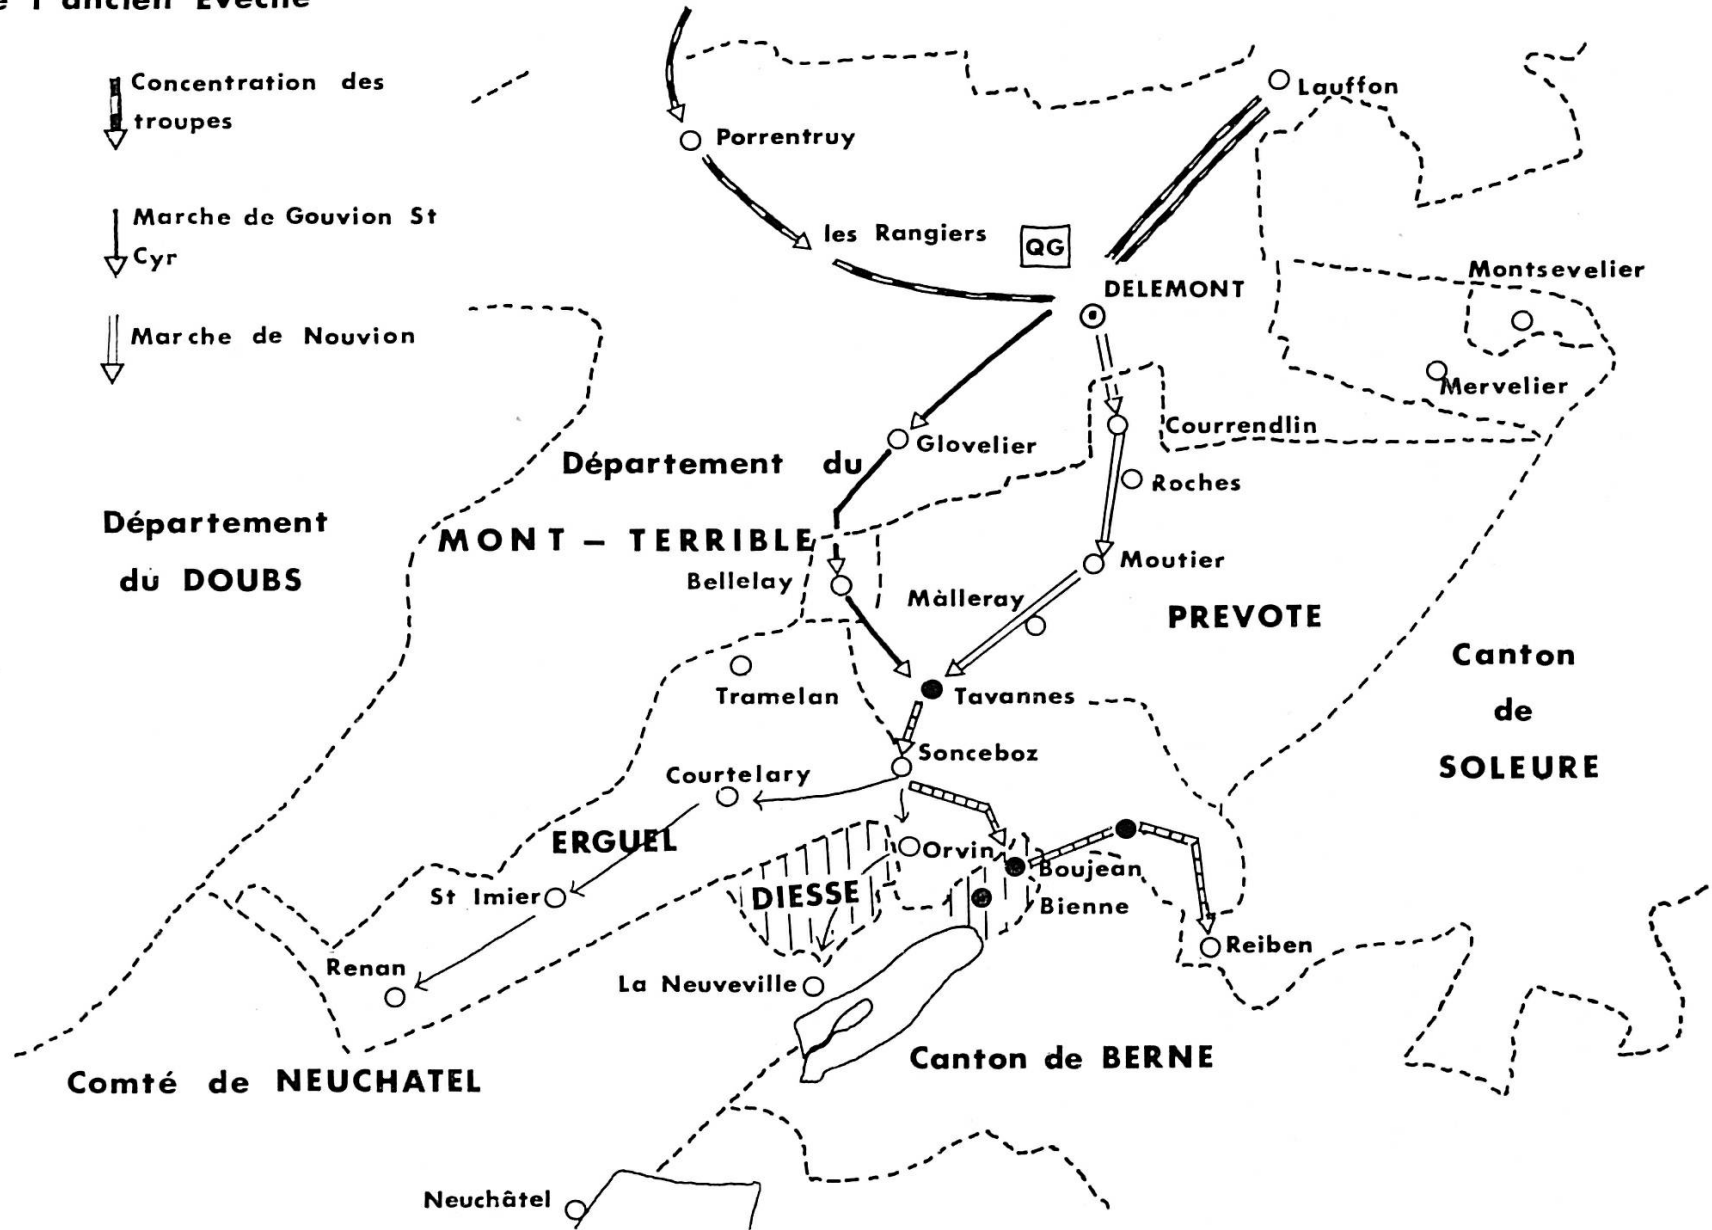 l'ancien Evêché
Concentration des
troupes
Marche de Gouvion St
Cyr
Marche de Nouvion
Lauffon
Porrentruy
les Rangiers
QG
DELEMONT
Montsevelier
Mervelier
Courrendlin
Glovelier
Département du
MONT – TERRIBLE
Roches
Département
du DOUBS
Moutier
Bellelay
Màlleray
PREVOTE
Canton
de
SOLEURE
Tramelan
Tavannes
Sonceboz
Courtelary
ERGUEL
Orvin
Boujean
DIESSE
Bienne
St Imier
Reiben
Renan
La Neuveville
Canton de BERNE
Comté de NEUCHATEL
Neuchâtel